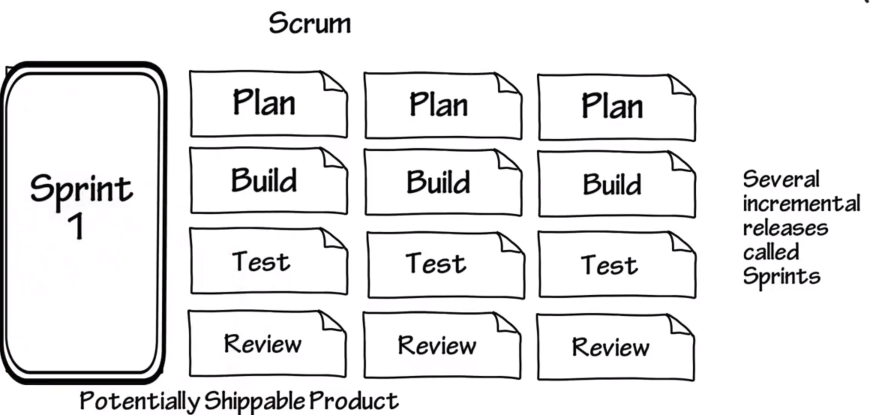 Scrum
Sprint
1
Plan
Plan
Plan
Build
Build
Build
Test
Test
Test
Review
Review
Review
Several
incremental
releases
called
Sprints
Potentially Shippable Product